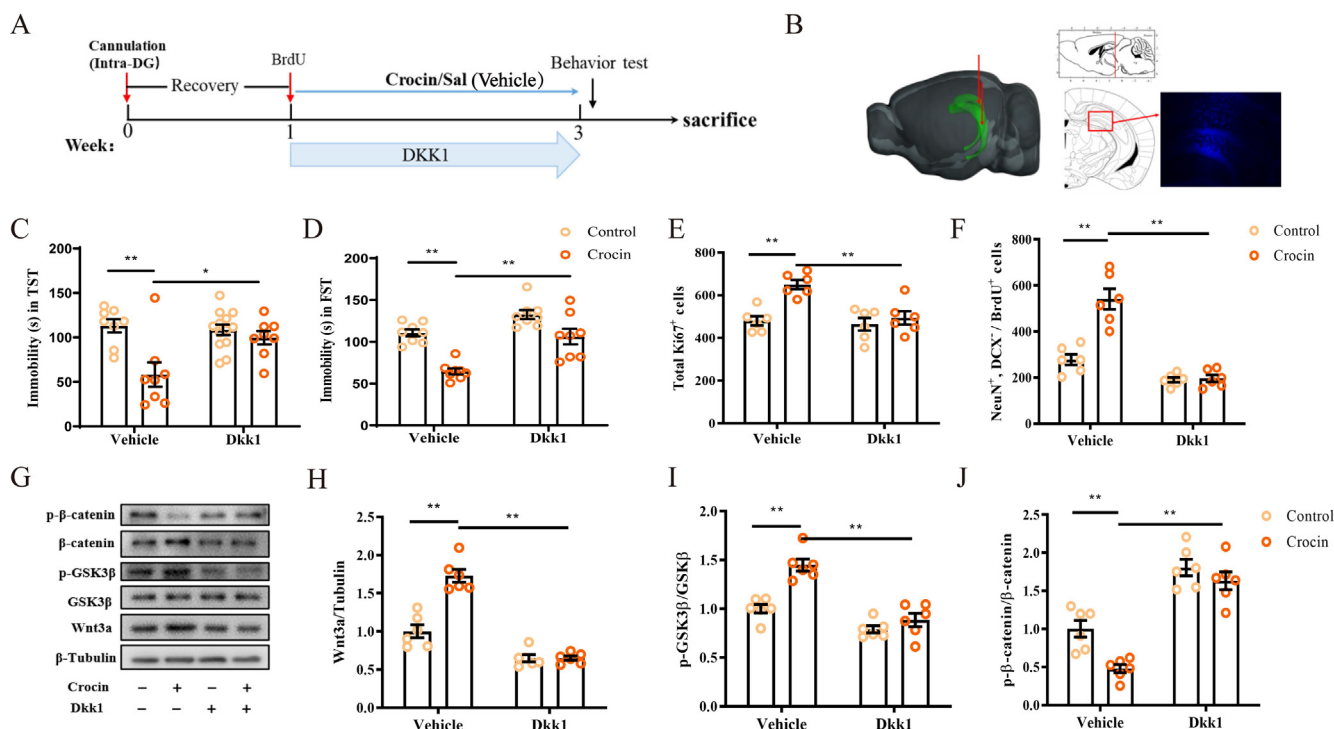 A
Cannulation
(Intra-DG)
BrdU
Recovery
Crocin/Sal (Vehicle)
Behavior test
0
1
3
sacrifice
Week:
DKK1
B
C
Immobility (s) in TST
200
150
100
50
0
**
*
Vehicle
Dkk1
D
Control
Crocin
Immobility (s) in FST
200
150
100
50
0
**
**
Vehicle
Dkk1
E
Total Ki67+ cells
1000
800
600
400
200
0
**
**
Vehicle
Dkk1
F
Control
Crocin
NeuN+, DCX- / BrdU+ cells
800
600
400
200
0
**
**
Vehicle
Dkk1
G
p-β-catenin
β-catenin
p-GSK3β
GSK3β
Wnt3a
β-Tubulin
Crocin − + − +
Dkk1 − − + +
H
Wnt3a/Tubulin
2.5
2.0
1.5
1.0
0.5
0.0
**
**
Vehicle
Dkk1
I
p-GSK3β/GSKβ
2.0
1.5
1.0
0.5
0.0
**
**
Vehicle
Dkk1
J
Control
Crocin
p-β-catenin/β-catenin
2.5
2.0
1.5
1.0
0.5
0.0
**
**
Vehicle
Dkk1